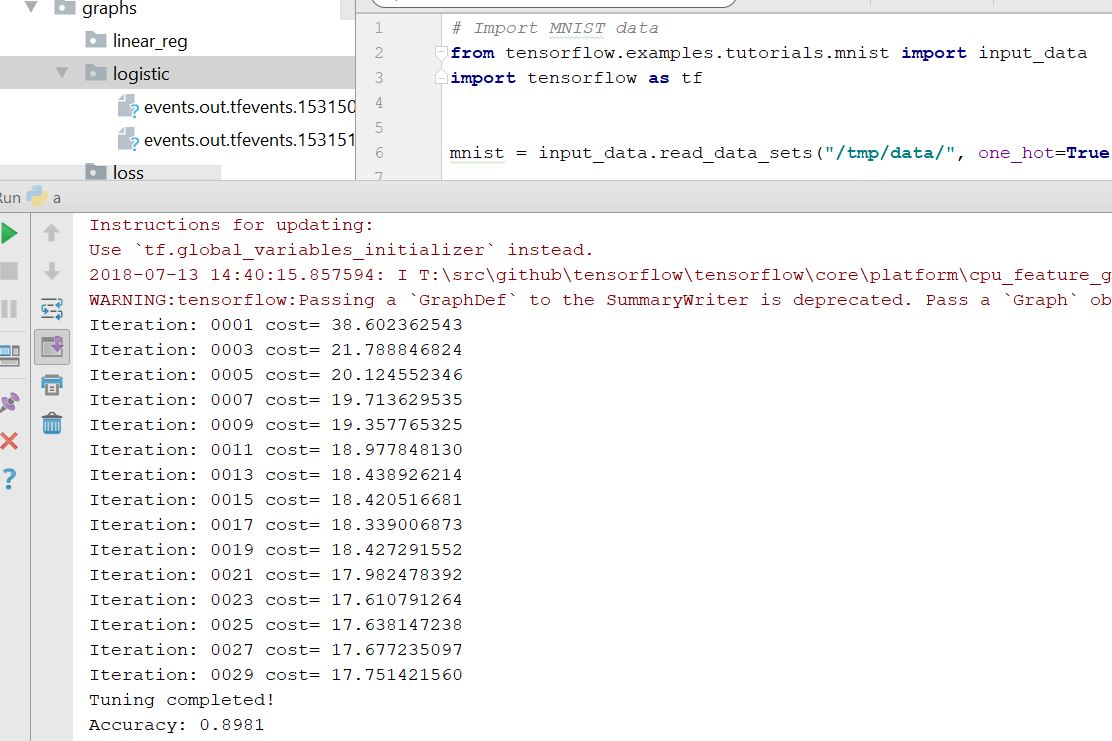 graphs
linear_reg
logistic
events.out.tfevents.153150
events.out.tfevents.153151
loss
1 # Import MNIST data
2 from tensorflow.examples.tutorials.mnist import input_data
3 import tensorflow as tf
4
5
6 mnist = input_data.read_data_sets("/tmp/data/", one_hot=True
7
un a
Instructions for updating:
Use `tf.global_variables_initializer` instead.
2018-07-13 14:40:15.857594: I T:\src\github\tensorflow\tensorflow\core\platform\cpu_feature_g
WARNING:tensorflow:Passing a `GraphDef` to the SummaryWriter is deprecated. Pass a `Graph` ob
Iteration: 0001 cost= 38.602362543
Iteration: 0003 cost= 21.788846824
Iteration: 0005 cost= 20.124552346
Iteration: 0007 cost= 19.713629535
Iteration: 0009 cost= 19.357765325
Iteration: 0011 cost= 18.977848130
Iteration: 0013 cost= 18.438926214
Iteration: 0015 cost= 18.420516681
Iteration: 0017 cost= 18.339006873
Iteration: 0019 cost= 18.427291552
Iteration: 0021 cost= 17.982478392
Iteration: 0023 cost= 17.610791264
Iteration: 0025 cost= 17.638147238
Iteration: 0027 cost= 17.677235097
Iteration: 0029 cost= 17.751421560
Tuning completed!
Accuracy: 0.8981